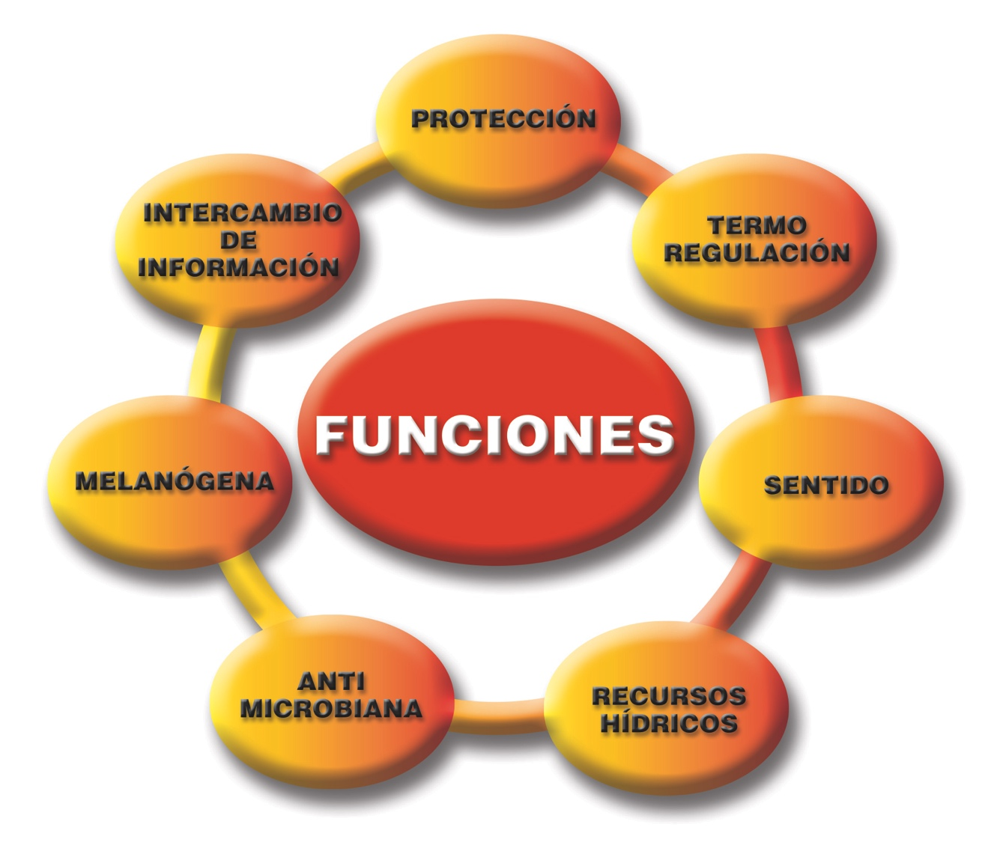 PROTECCIÓN
TERMO
REGULACIÓN
SENTIDO
RECURSOS
HÍDRICOS
ANTI
MICROBIANA
MELANÓGENA
INTERCAMBIO
DE
INFORMACIÓN
FUNCIONES